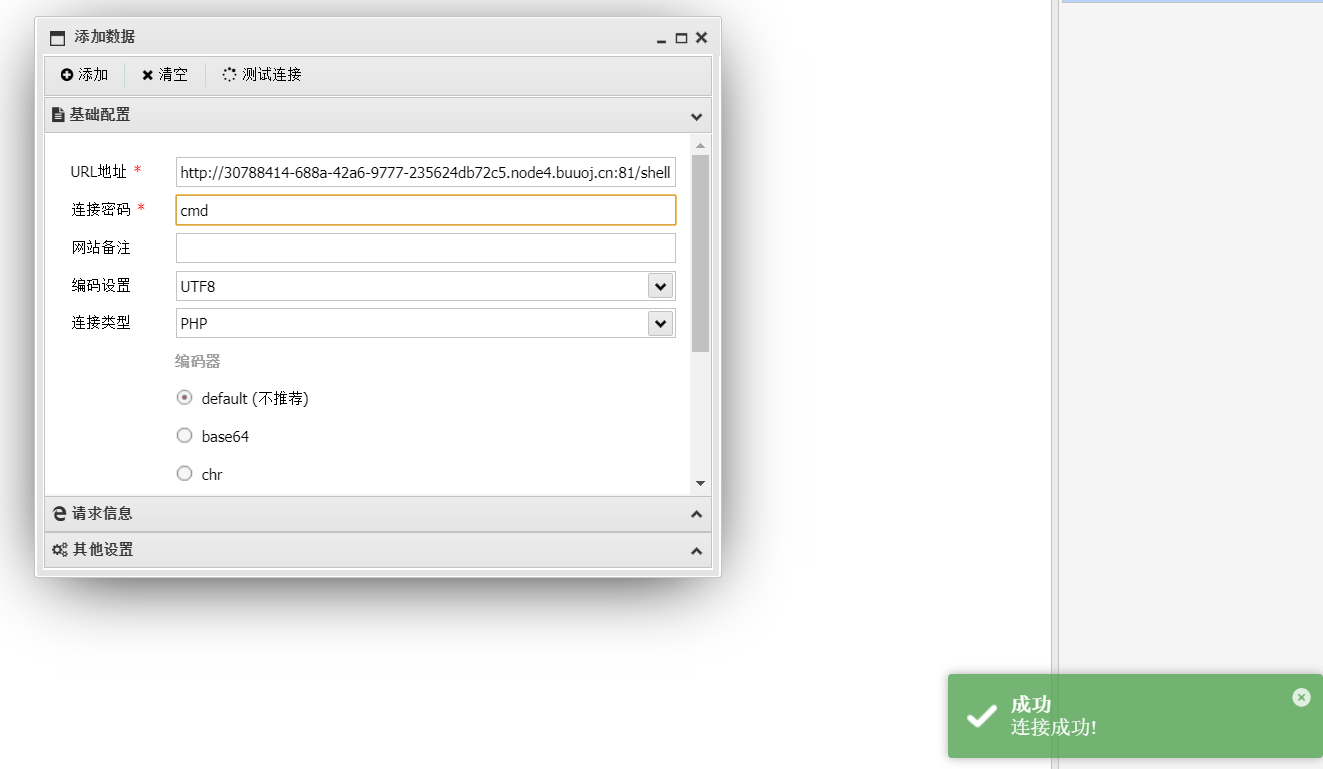 添加数据
添加 清空 测试连接
基础配置
URL地址 * http://30788414-688a-42a6-9777-235624db72c5.node4.buuoj.cn:81/shell
连接密码 * cmd
网站备注
编码设置 UTF8
连接类型 PHP
编码器
default (不推荐)
base64
chr
请求信息
其他设置
成功
连接成功!